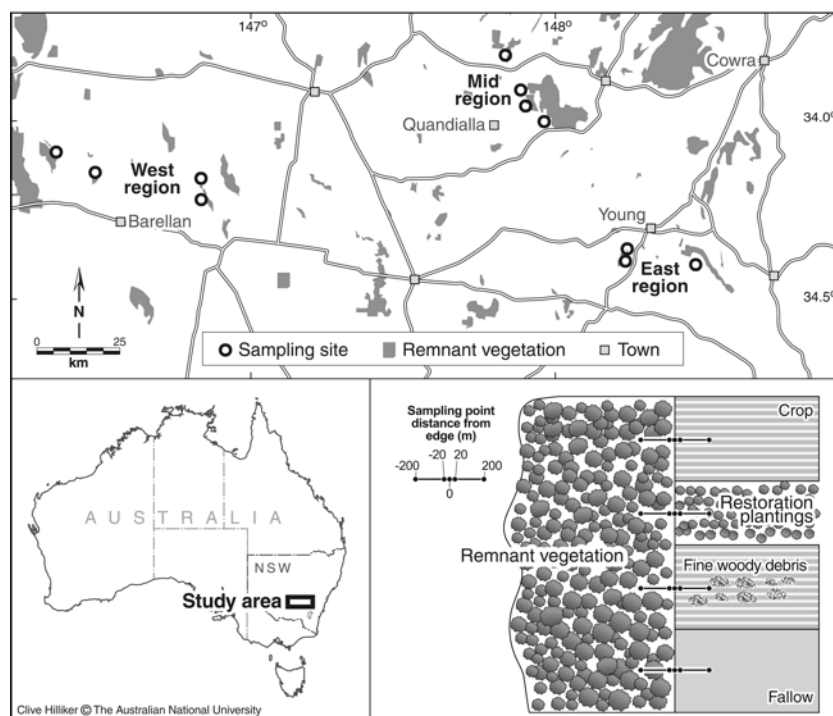 147°
148°
Cowra
Mid
region
Quandialla
34.0°
West
region
Barellan
Young
East
region
34.5°
N
0 25
km
Sampling site
Remnant vegetation
Town
AUSTRALIA
NSW
Study area
Clive Hilliker © The Australian National University
Sampling point
distance from
edge (m)
-200 -20 20 200
0
Crop
Restoration
plantings
Remnant vegetation
Fine woody debris
Fallow